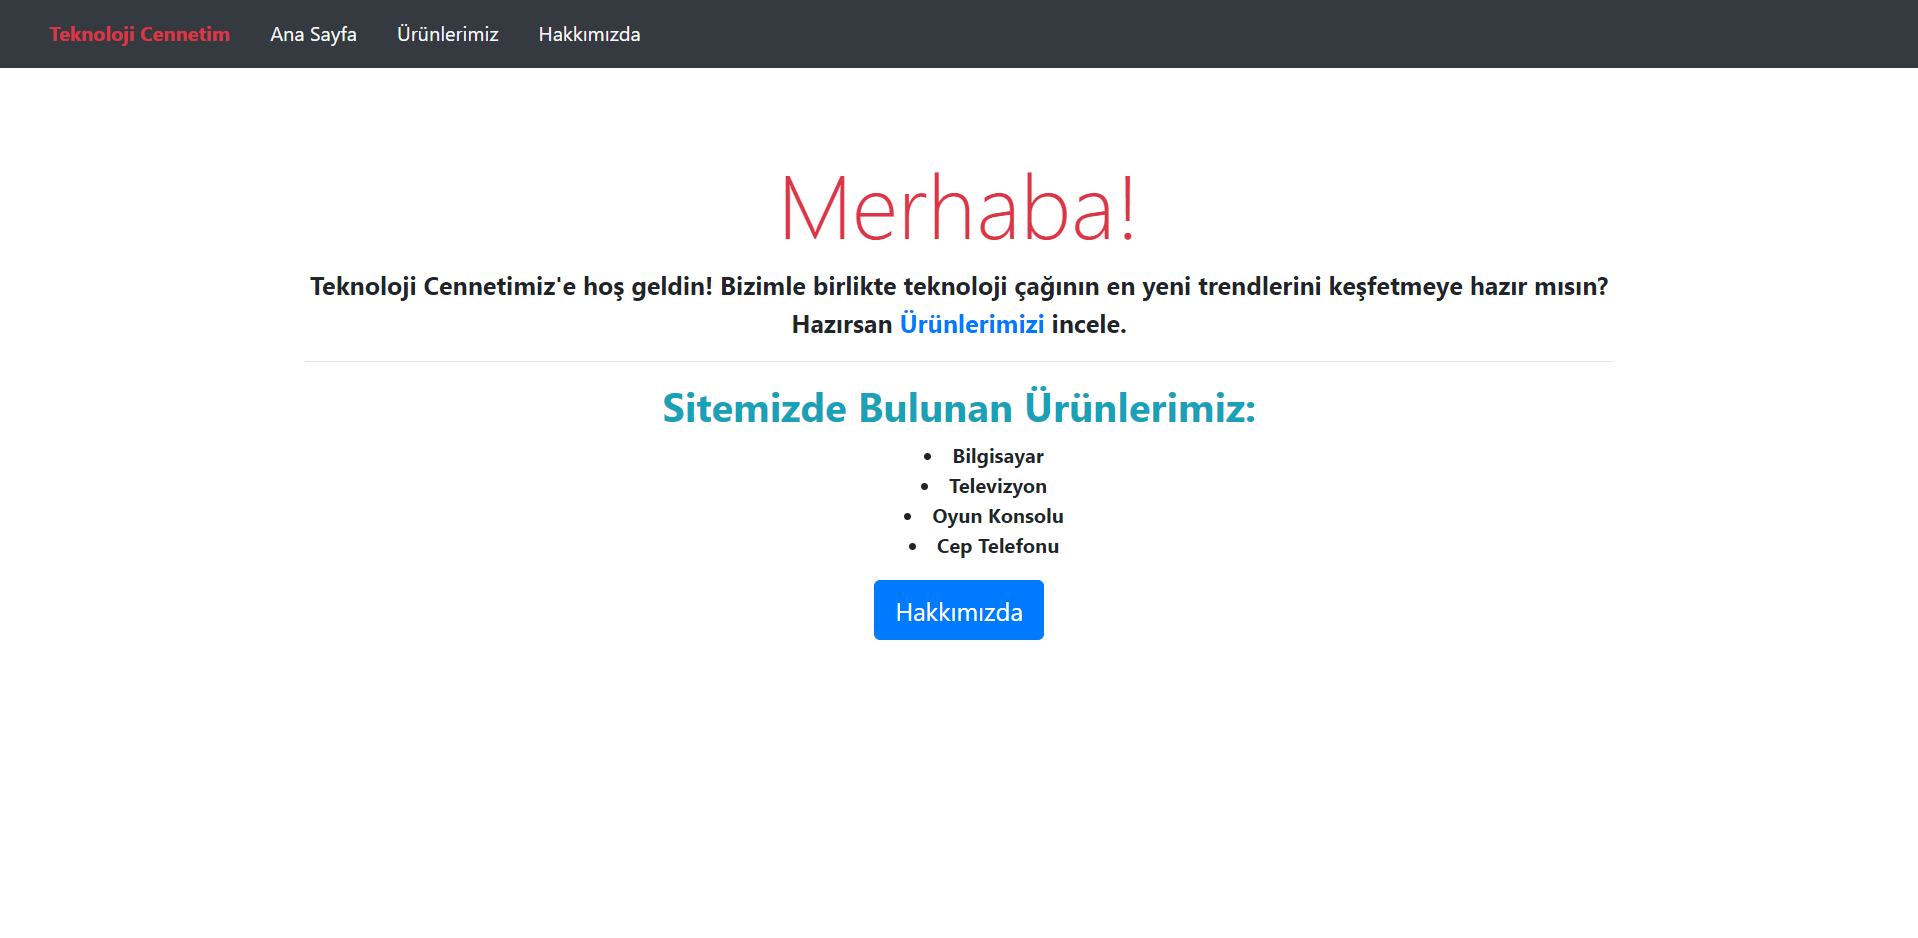 Teknoloji Cennetim Ana Sayfa Ürünlerimiz Hakkımızda
Merhaba!
Teknoloji Cennetimiz'e hoş geldin! Bizimle birlikte teknoloji çağının en yeni trendlerini keşfetmeye hazır mısın?
Hazırsan Ürünlerimizi incele.
Sitemizde Bulunan Ürünlerimiz:
• Bilgisayar
• Televizyon
• Oyun Konsolu
• Cep Telefonu
Hakkımızda